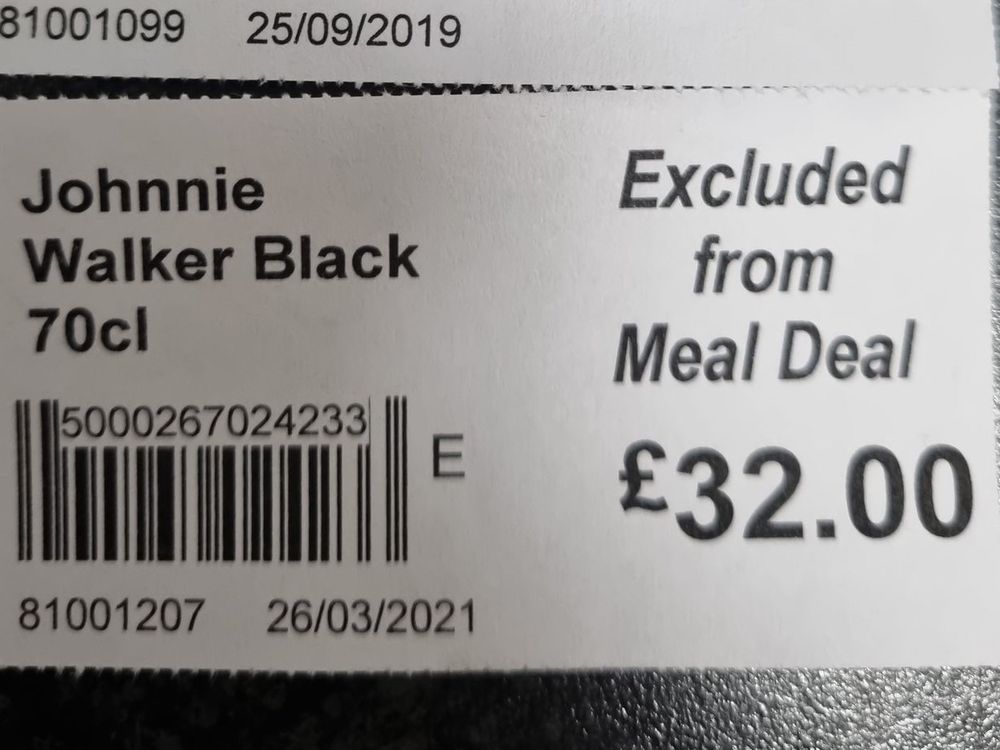 81001099 25/09/2019
Johnnie
Walker Black
70cl
Excluded
from
Meal Deal
£32.00
5000267024233
E
81001207 26/03/2021